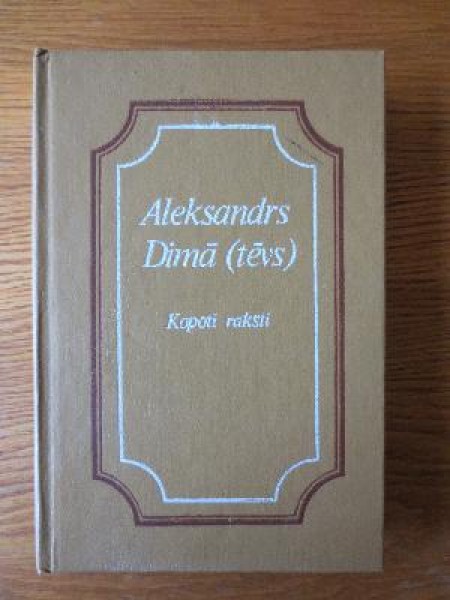 Aleksandrs
Dimā (tēvs)
Kopoti raksti